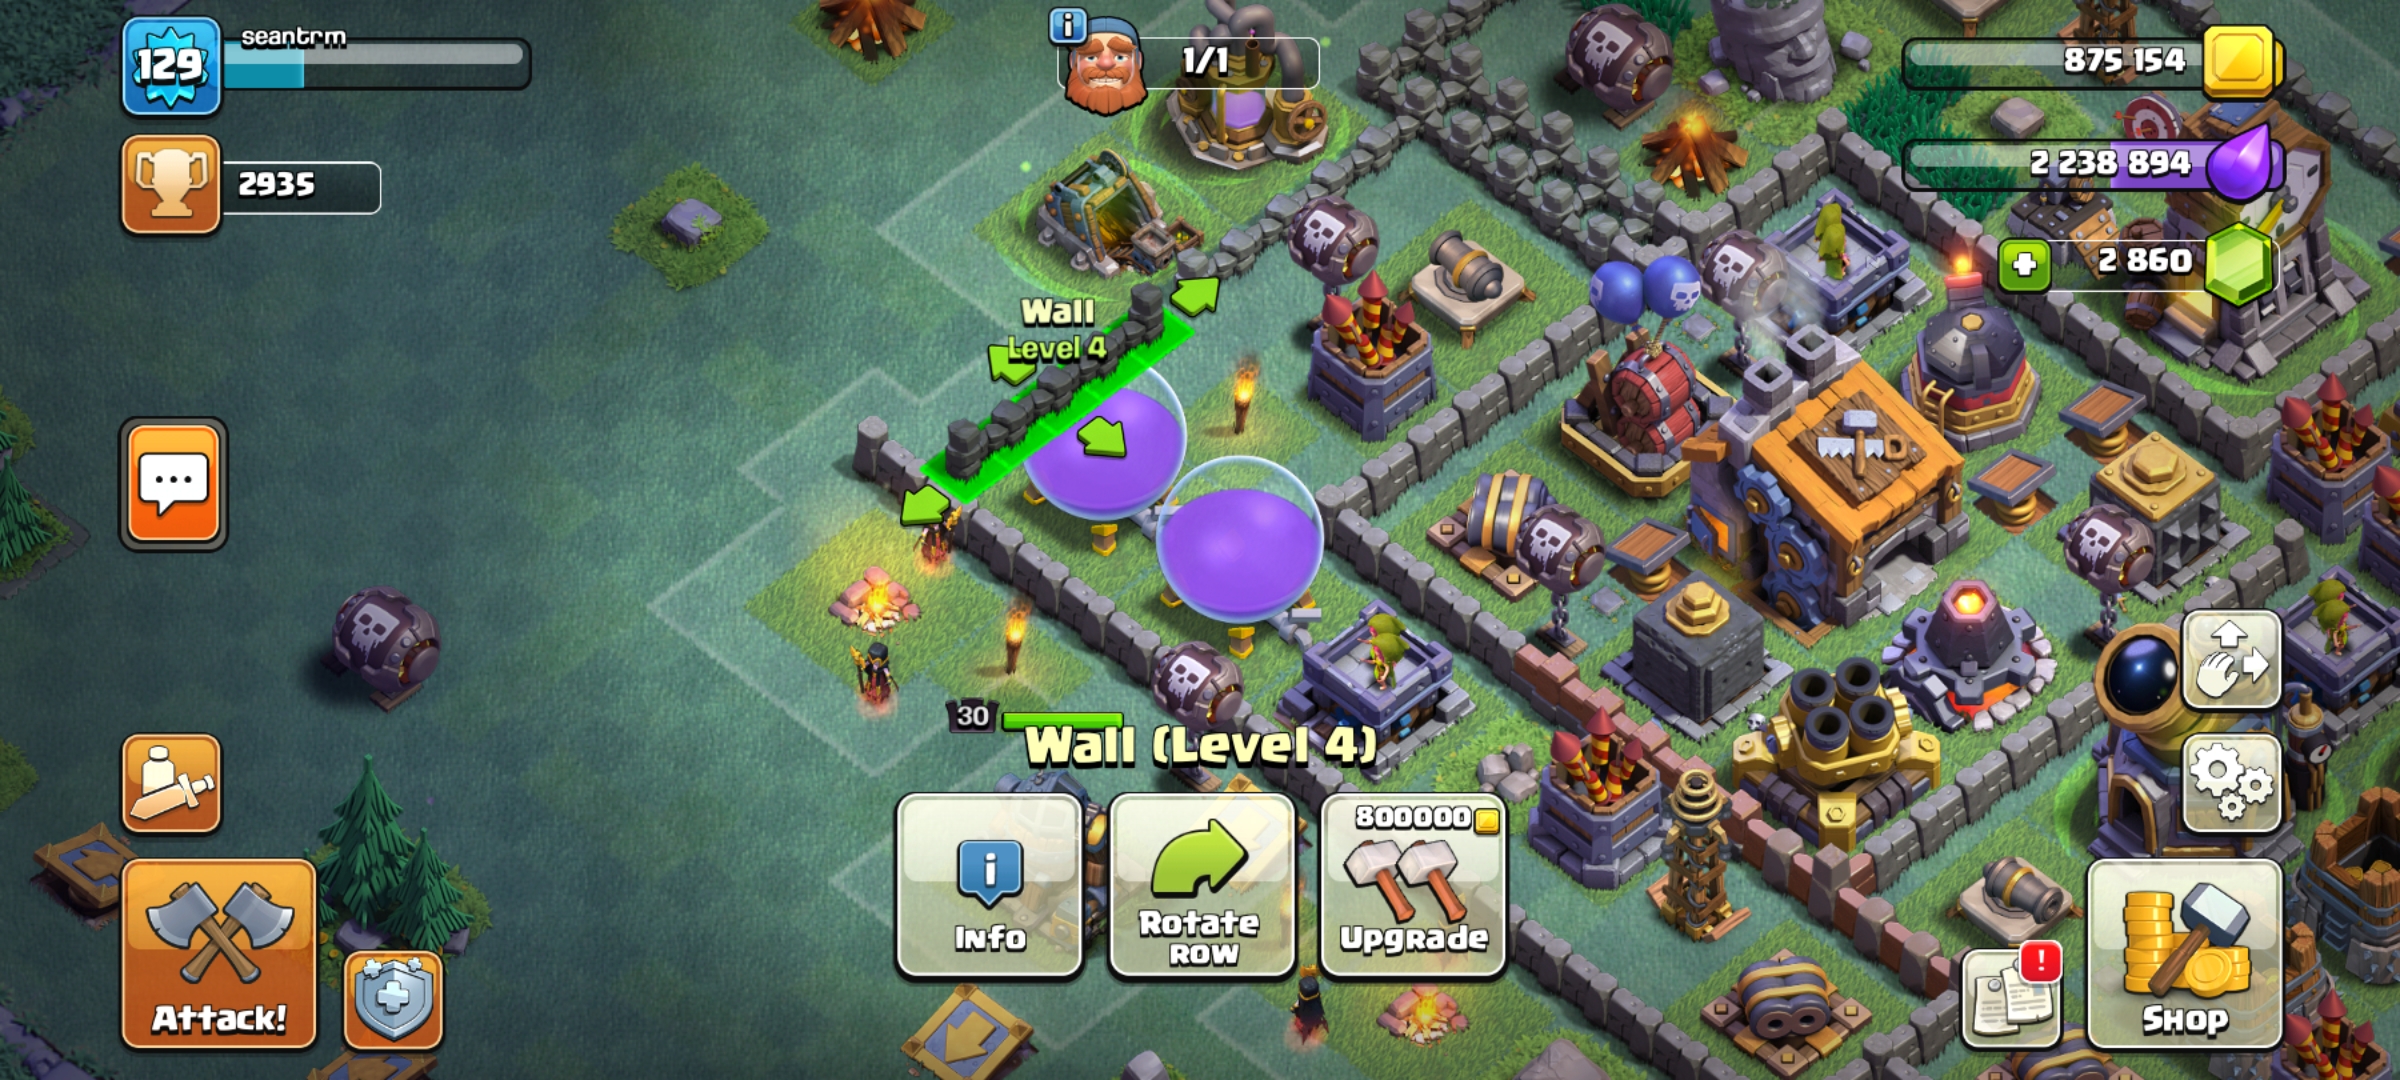 129
seantrm
1/1
875 154
2935
2 238 894
2 860
Wall
Level 4
30
Wall (Level 4)
Info
Rotate
row
800000
Upgrade
Attack!
!
Shop